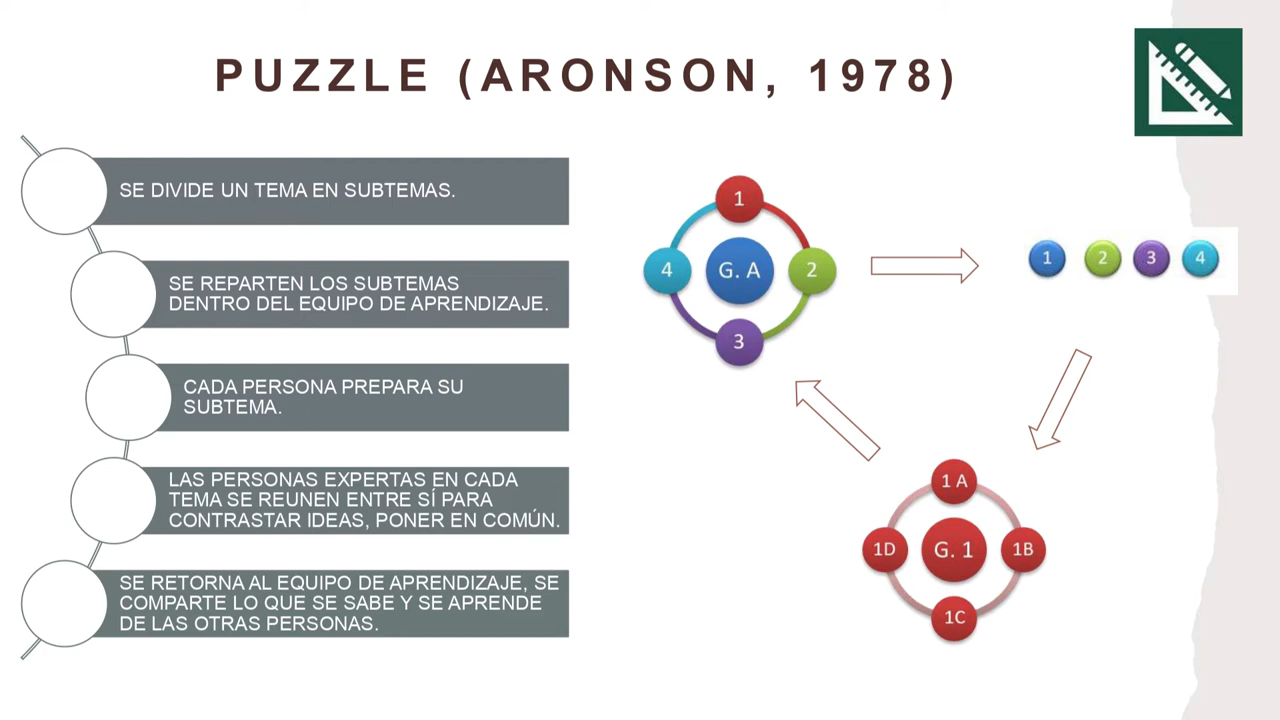 PUZZLE (ARONSON, 1978)
SE DIVIDE UN TEMA EN SUBTEMAS.
SE REPARTEN LOS SUBTEMAS
DENTRO DEL EQUIPO DE APRENDIZAJE.
CADA PERSONA PREPARA SU
SUBTEMA.
LAS PERSONAS EXPERTAS EN CADA
TEMA SE REUNEN ENTRE SÍ PARA
CONTRASTAR IDEAS, PONER EN COMÚN.
SE RETORNA AL EQUIPO DE APRENDIZAJE, SE
COMPARTE LO QUE SE SABE Y SE APRENDE
DE LAS OTRAS PERSONAS.
1
4 G. A 2
3
1 2 3 4
1 A
1D G. 1 1B
1C